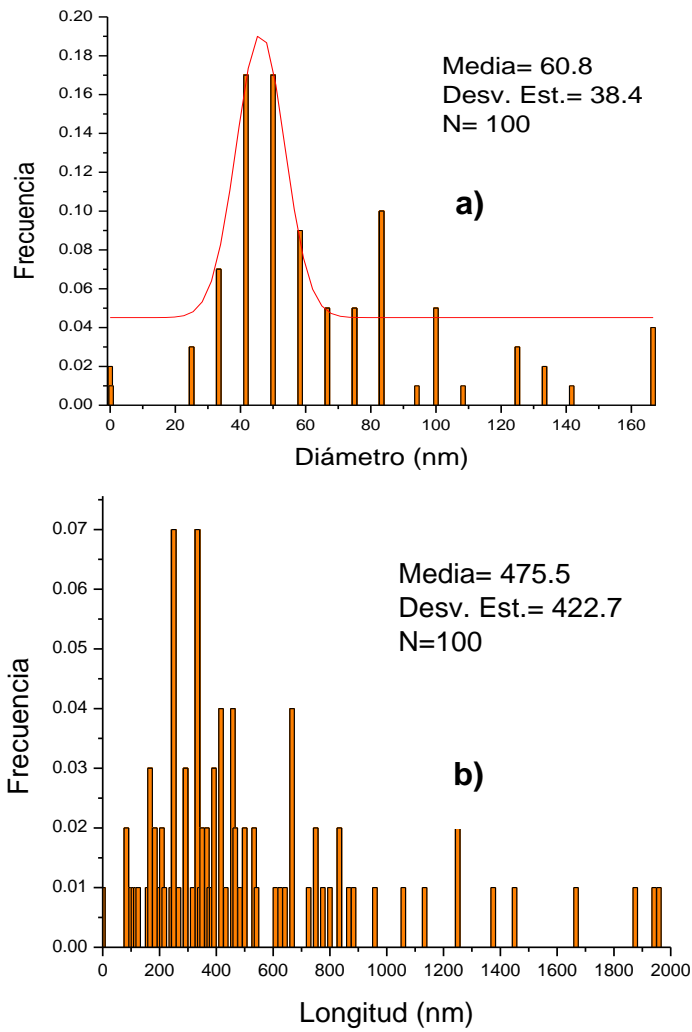 0.20
0.18
0.16
0.14
0.12
0.10
0.08
0.06
0.04
0.02
0.00
Frecuencia
Media= 60.8
Desv. Est.= 38.4
N= 100
a)
0 20 40 60 80 100 120 140 160
Diámetro (nm)
0.07
0.06
0.05
0.04
0.03
0.02
0.01
0.00
Frecuencia
Media= 475.5
Desv. Est.= 422.7
N=100
b)
0 200 400 600 800 1000 1200 1400 1600 1800 2000
Longitud (nm)